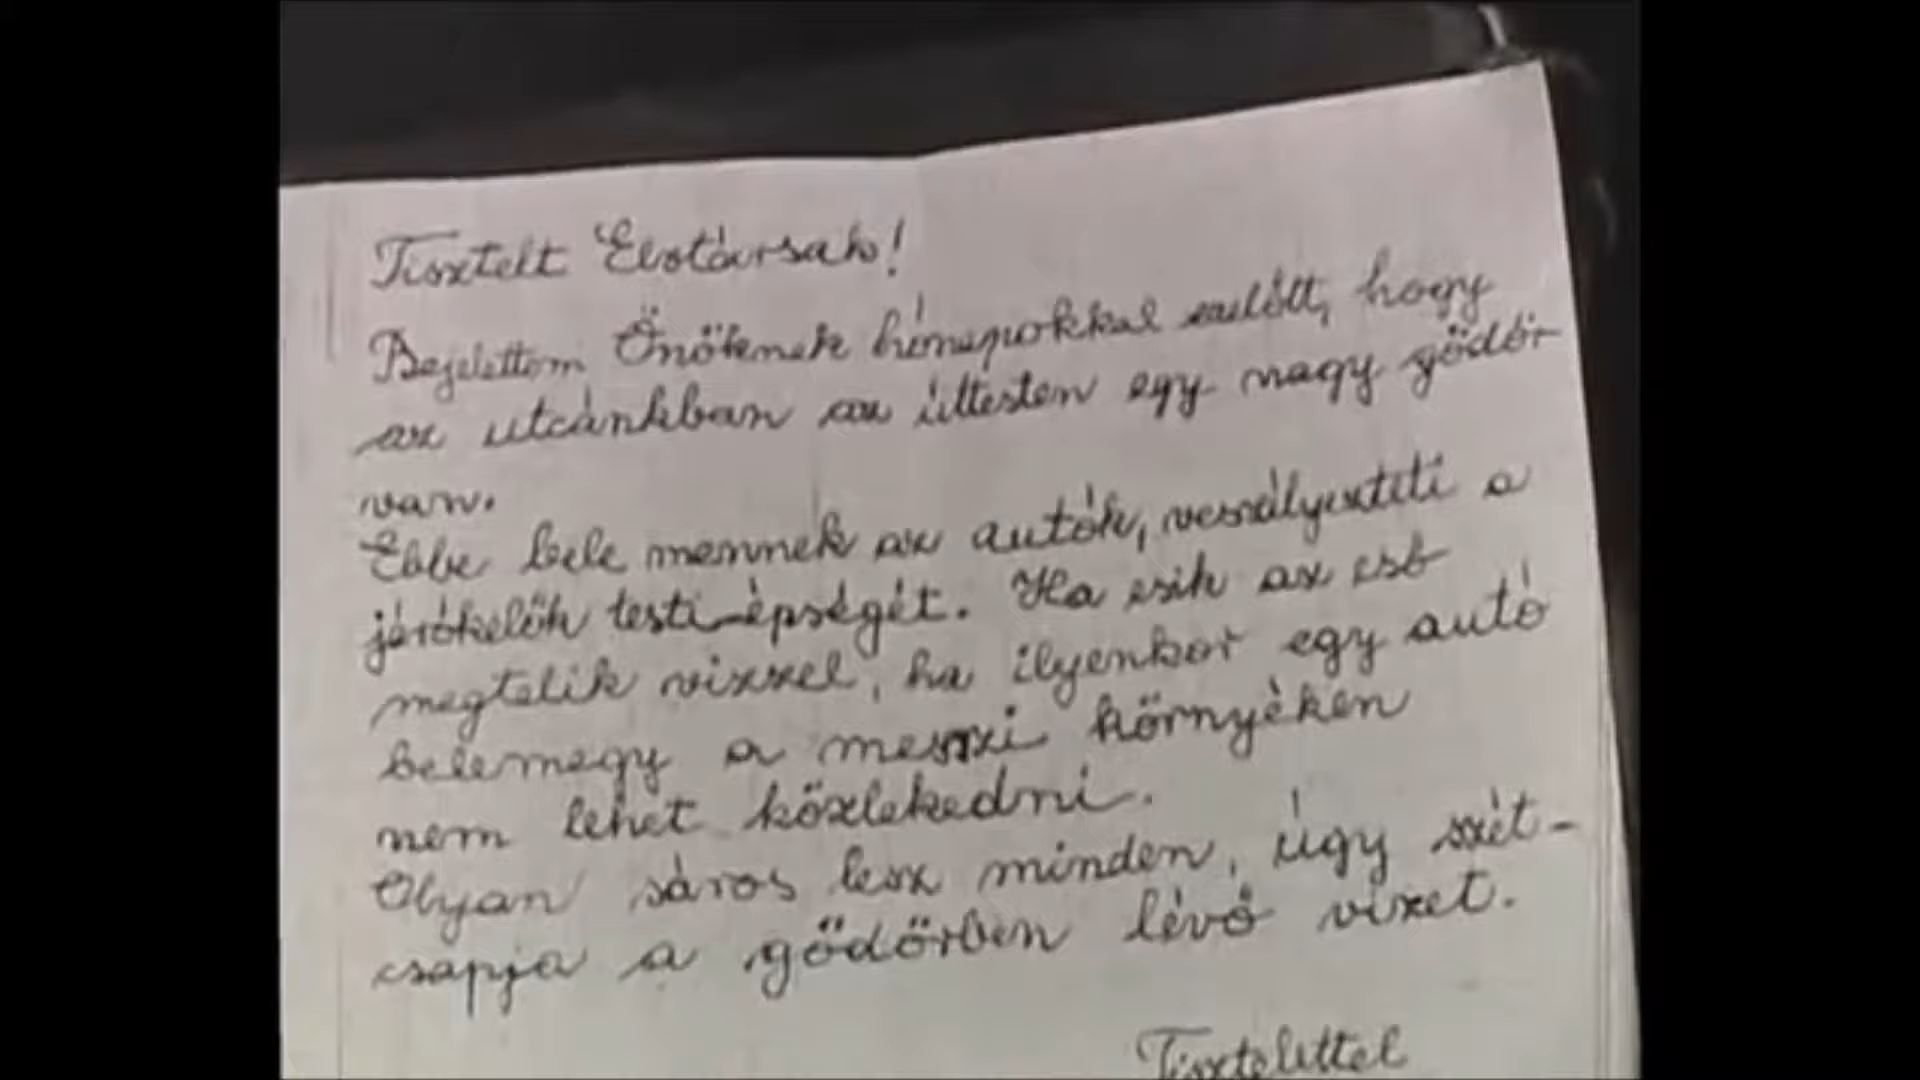 Tisztelt Elvtársak!
Bejelettom Önöknek hónapokkal ezelőtt, hogy
az utcánkban az úttesten egy nagy gödör
van.
Ebbe bele mennek az autók, veszélyezteti a
járókelők testi-épségét. Ha esik az eső
megtelik vízzel, ha ilyenkor egy autó
belemegy a messzi környéken
nem lehet közlekedni.
Olyan sáros lesz minden, úgy szét-
csapja a gödörben lévő vizet.
Tisztelettel